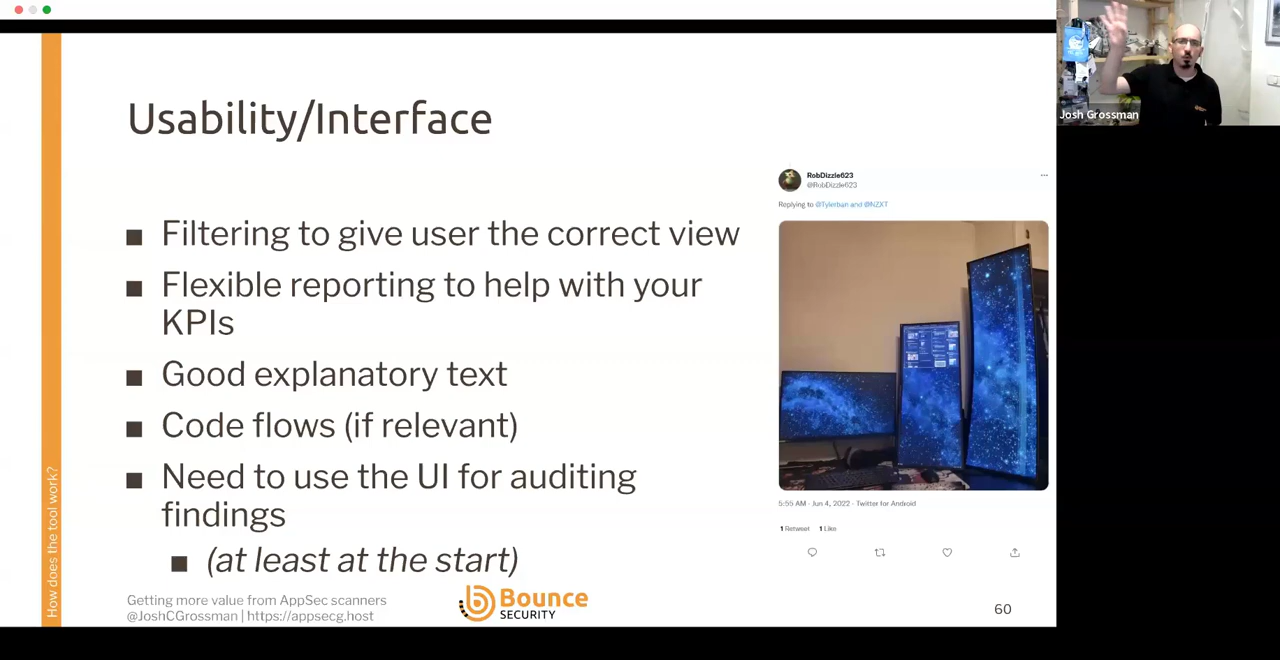 Usability/Interface
Filtering to give user the correct view
Flexible reporting to help with your
KPIs
Good explanatory text
Code flows (if relevant)
Need to use the UI for auditing
findings
(at least at the start)
How does the tool work?
Getting more value from AppSec scanners
@JoshCGrossman | https://appsecg.host
Bounce
SECURITY
60
RobDizzle623
@RobDizzle623
Replying to @Tylerban and @NZXT
5:55 AM · Jun 4, 2022 · Twitter for Android
1 Retweet 1 Like
Josh Grossman